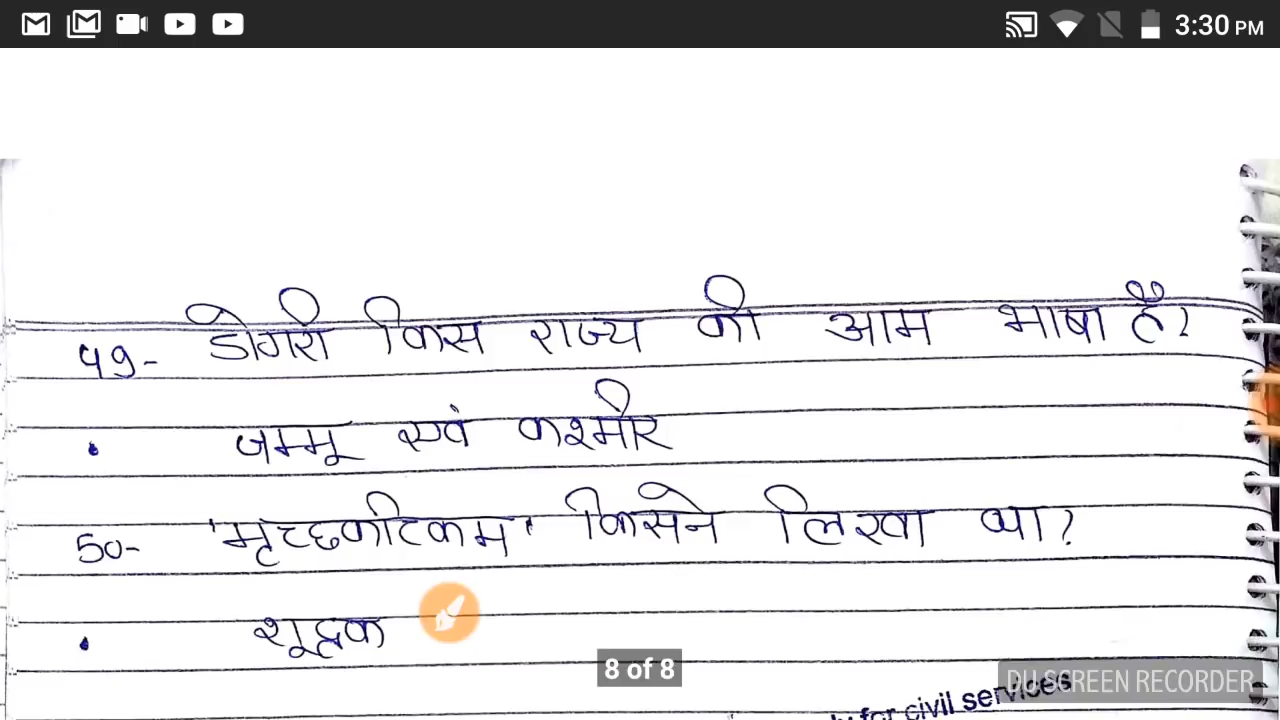 3:30 PM
49- डोगरी किस राज्य की आम भाषा है?
• जम्मू एवं कश्मीर
50- 'मृच्छकटिकम' किसने लिखा था?
• शूद्रक
8 of 8
DU SCREEN RECORDER
for civil services